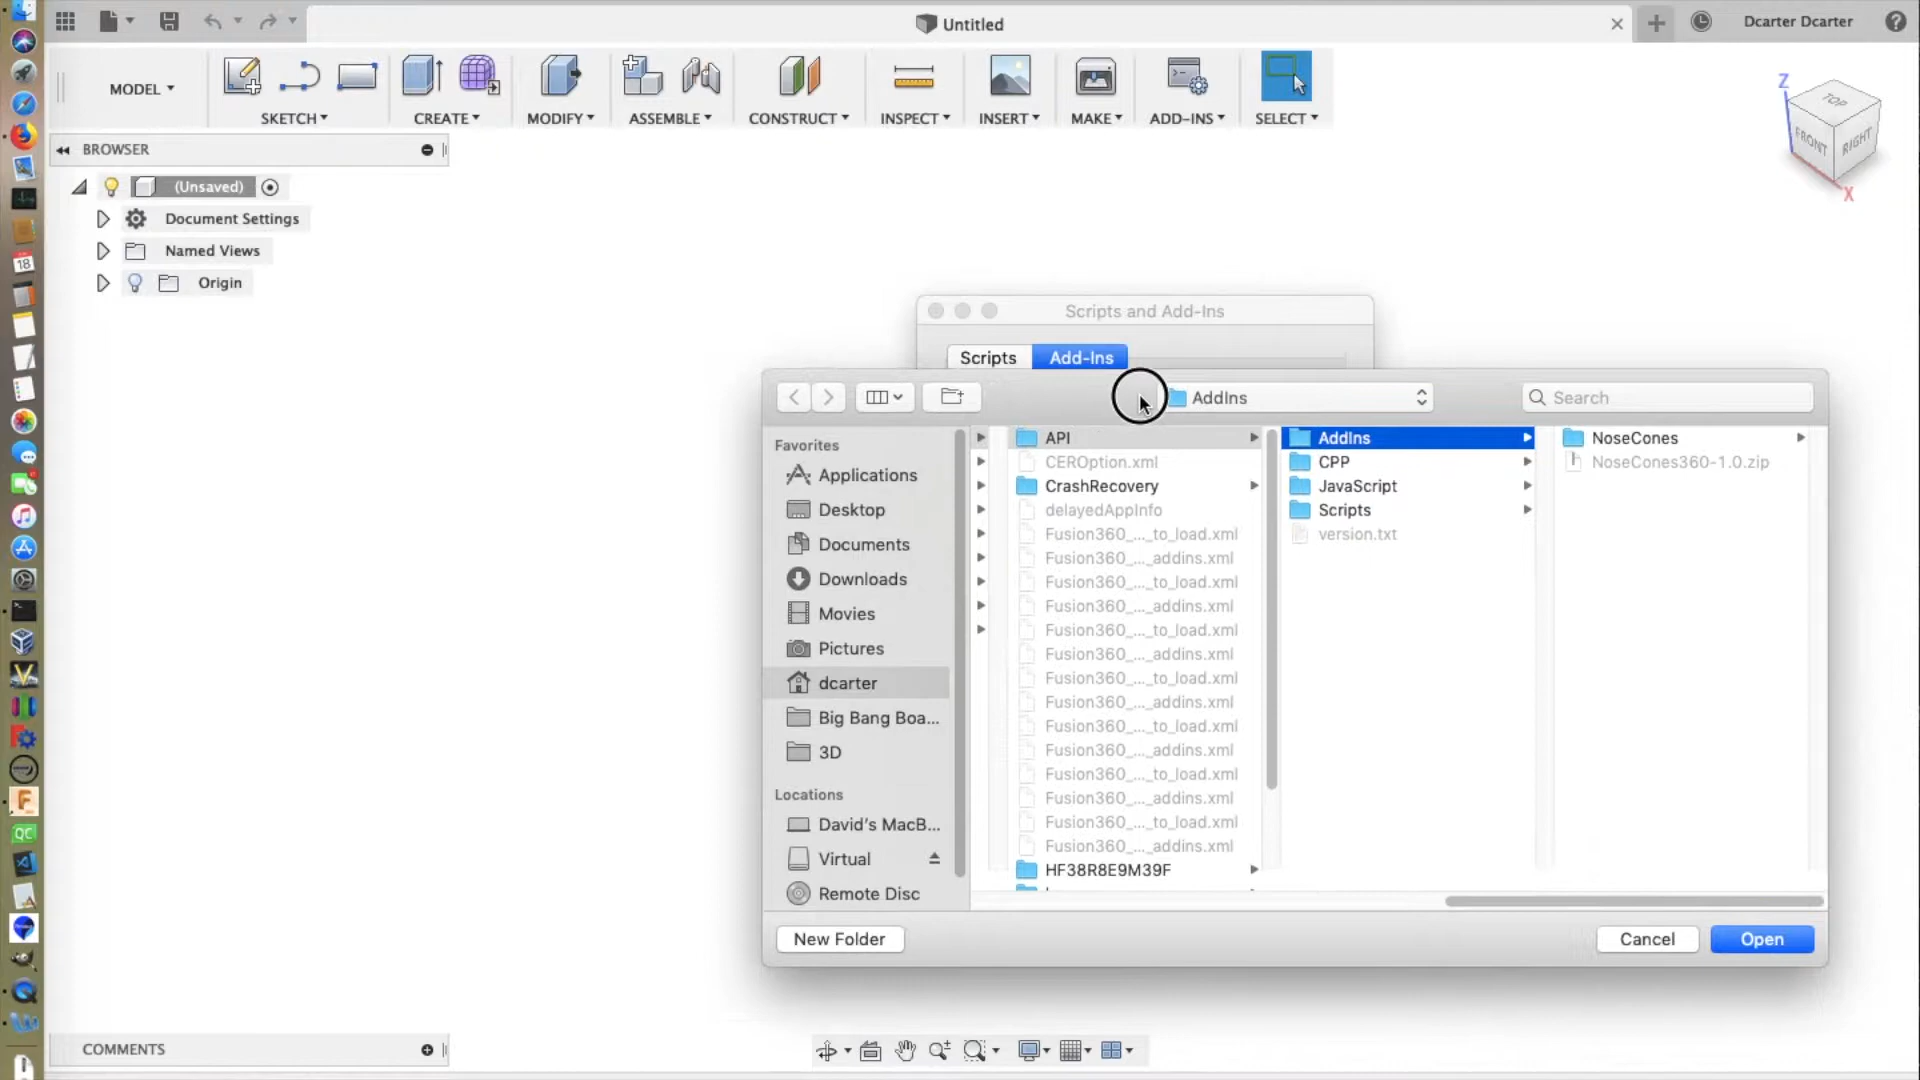 Untitled
Dcarter Dcarter
MODEL
SKETCH
CREATE
MODIFY
ASSEMBLE
CONSTRUCT
INSPECT
INSERT
MAKE
ADD-INS
SELECT
TOP
FRONT
RIGHT
Z
X
BROWSER
(Unsaved)
Document Settings
Named Views
Origin
Scripts and Add-Ins
Scripts
Add-Ins
AddIns
Search
Favorites
Applications
Desktop
Documents
Downloads
Movies
Pictures
dcarter
Big Bang Boa...
3D
Locations
David's MacB...
Virtual
Remote Disc
API
CEROption.xml
CrashRecovery
delayedAppInfo
Fusion360_..._to_load.xml
Fusion360_..._addins.xml
Fusion360_..._to_load.xml
Fusion360_..._addins.xml
Fusion360_..._to_load.xml
Fusion360_..._addins.xml
Fusion360_..._to_load.xml
Fusion360_..._addins.xml
Fusion360_..._to_load.xml
Fusion360_..._addins.xml
Fusion360_..._to_load.xml
Fusion360_..._addins.xml
Fusion360_..._to_load.xml
Fusion360_..._addins.xml
HF38R8E9M39F
AddIns
CPP
JavaScript
Scripts
version.txt
NoseCones
NoseCones360-1.0.zip
New Folder
Cancel
Open
COMMENTS
18
QC